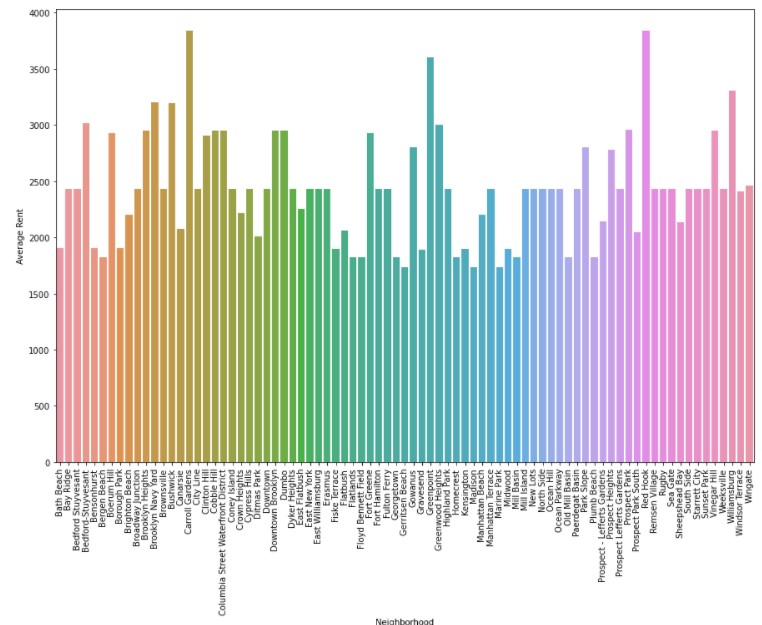 4000
3500
3000
2500
2000
1500
1000
500
0
Average Rent
Bath Beach
Bay Ridge
Bedford Stuyvesant
Bedford-Stuyvesant
Bensonhurst
Bergen Beach
Boerum Hill
Borough Park
Brighton Beach
Broadway Junction
Brooklyn Heights
Brooklyn Navy Yard
Brownsville
Bushwick
Canarsie
Carroll Gardens
City Line
Clinton Hill
Cobble Hill
Columbia Street Waterfront District
Coney Island
Crown Heights
Cypress Hills
Ditmas Park
Downtown
Downtown Brooklyn
Dumbo
Dyker Heights
East Flatbush
East New York
East Williamsburg
Erasmus
Fiske Terrace
Flatbush
Flatlands
Floyd Bennett Field
Fort Greene
Fort Hamilton
Fulton Ferry
Georgetown
Gerritsen Beach
Gowanus
Gravesend
Greenpoint
Greenwood Heights
Highland Park
Homecrest
Kensington
Madison
Manhattan Beach
Manhattan Terrace
Marine Park
Midwood
Mill Basin
Mill Island
New Lots
North Side
Ocean Hill
Ocean Parkway
Old Mill Basin
Paerdegat Basin
Park Slope
Plumb Beach
Prospect - Lefferts Gardens
Prospect Heights
Prospect Lefferts Gardens
Prospect Park
Prospect Park South
Red Hook
Remsen Village
Rugby
Sea Gate
Sheepshead Bay
South Side
Starrett City
Sunset Park
Vinegar Hill
Weeksville
Williamsburg
Windsor Terrace
Wingate
Neighborhood